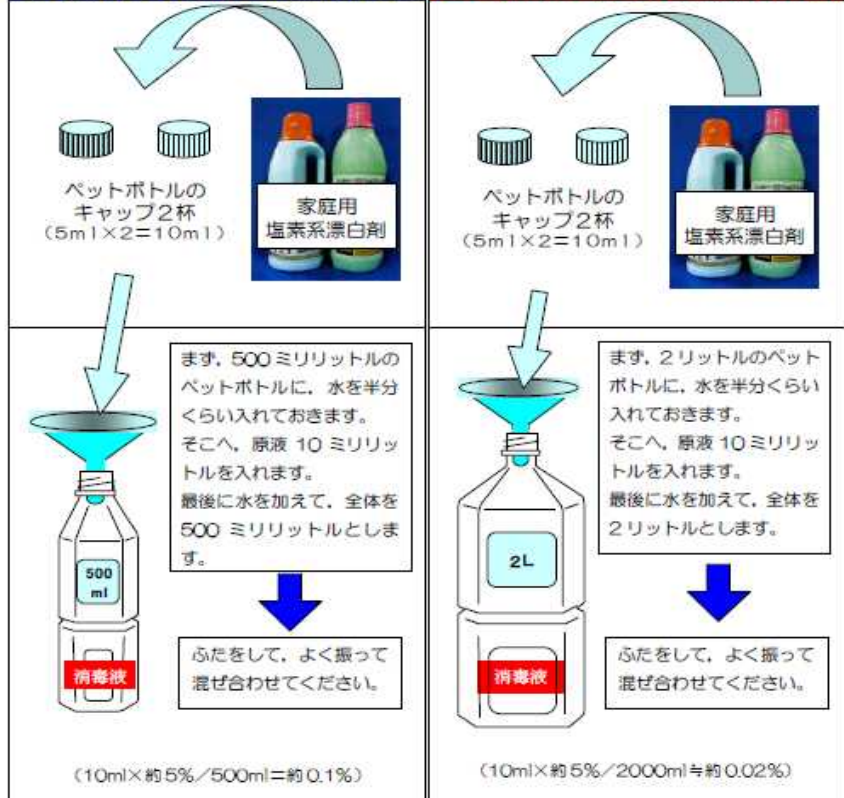 ペットボトルの
キャップ2杯
(5ml×2=10ml)
家庭用
塩素系漂白剤
まず,500ミリリットルの
ペットボトルに,水を半分
くらい入れておきます。
そこへ,原液10ミリリッ
トルを入れます。
最後に水を加えて,全体を
500ミリリットルとしま
す。
500
ml
消毒液
ふたをして,よく振って
混ぜ合わせてください。
(10ml×約5%/500ml=約0.1%)
ペットボトルの
キャップ2杯
(5ml×2=10ml)
家庭用
塩素系漂白剤
まず,2リットルのペット
ボトルに,水を半分くらい
入れておきます。
そこへ,原液10ミリリッ
トルを入れます。
最後に水を加えて,全体を
2リットルとします。
2L
消毒液
ふたをして,よく振って
混ぜ合わせてください。
(10ml×約5%/2000ml≒約0.02%)